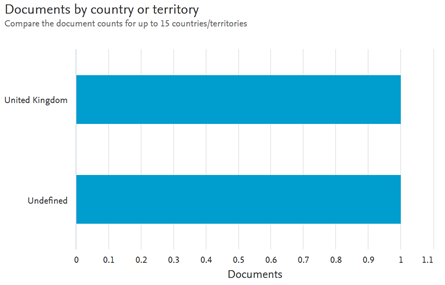 Documents by country or territory
Compare the document counts for up to 15 countries/territories
United Kingdom
Undefined
0 0.1 0.2 0.3 0.4 0.5 0.6 0.7 0.8 0.9 1 1.1
Documents